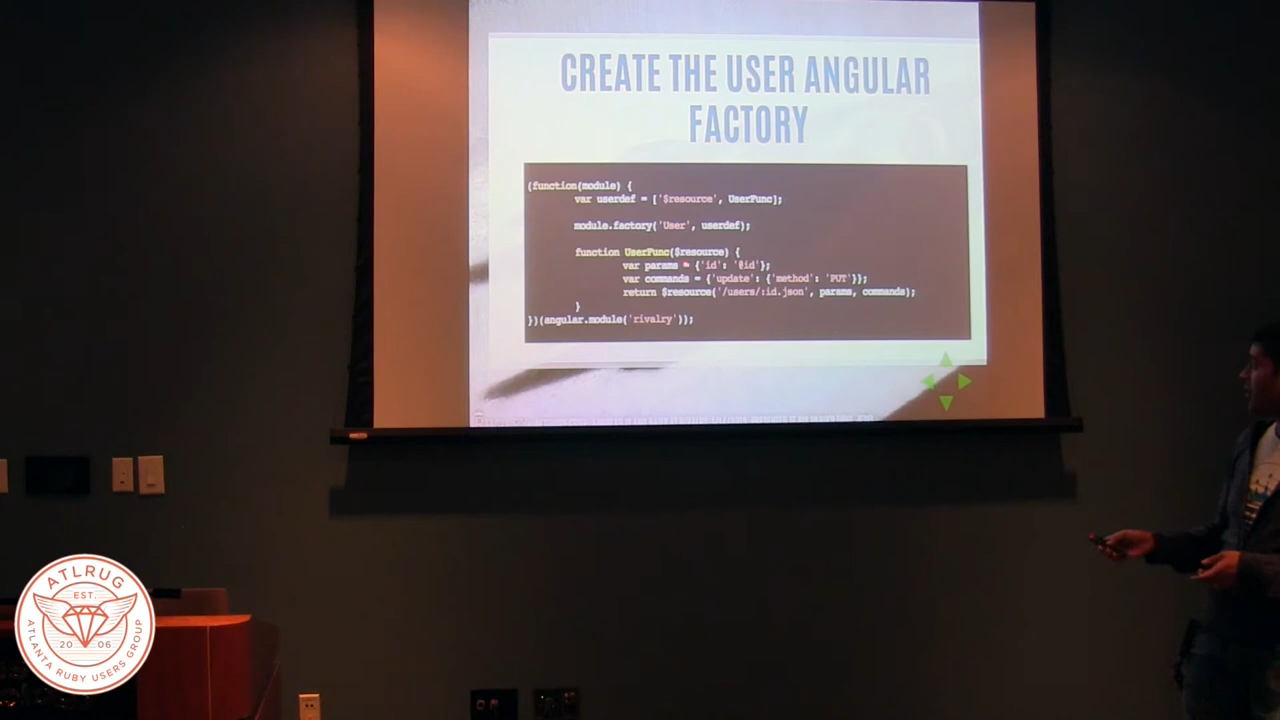 CREATE THE USER ANGULAR
FACTORY
(function(module) {
var userdef = ['$resource', UserFunc];
module.factory('User', userdef);
function UserFunc($resource) {
var params = {'id': '@id'};
var commands = {'update': {'method': 'PUT'}};
return $resource('/users/:id.json', params, commands);
}
})(angular.module('rivalry'));
ATLRUG
EST.
20 06
ATLANTA RUBY USERS GROUP